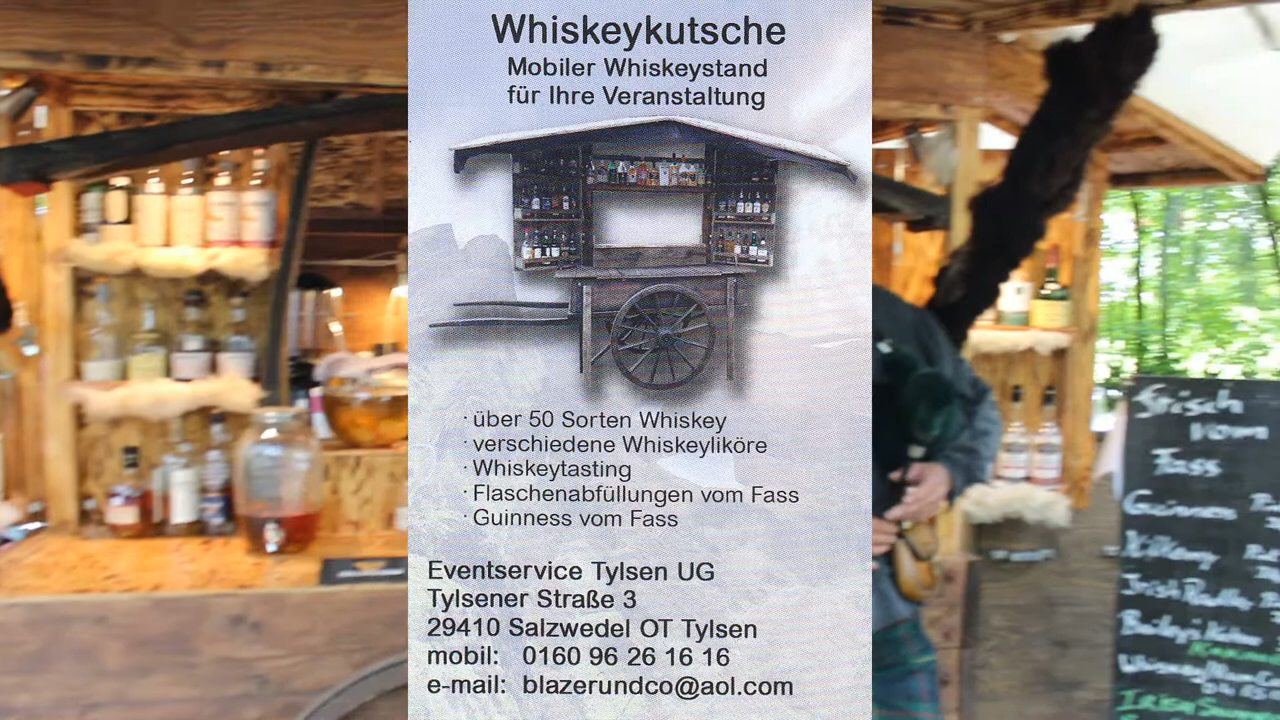 Whiskeykutsche
Mobiler Whiskeystand
für Ihre Veranstaltung
· über 50 Sorten Whiskey
· verschiedene Whiskeyliköre
· Whiskeytasting
· Flaschenabfüllungen vom Fass
· Guinness vom Fass
Eventservice Tylsen UG
Tylsener Straße 3
29410 Salzwedel OT Tylsen
mobil: 0160 96 26 16 16
e-mail: blazerundco@aol.com
Frisch
vom
Fass
Guinness
Kilkenny
Irish